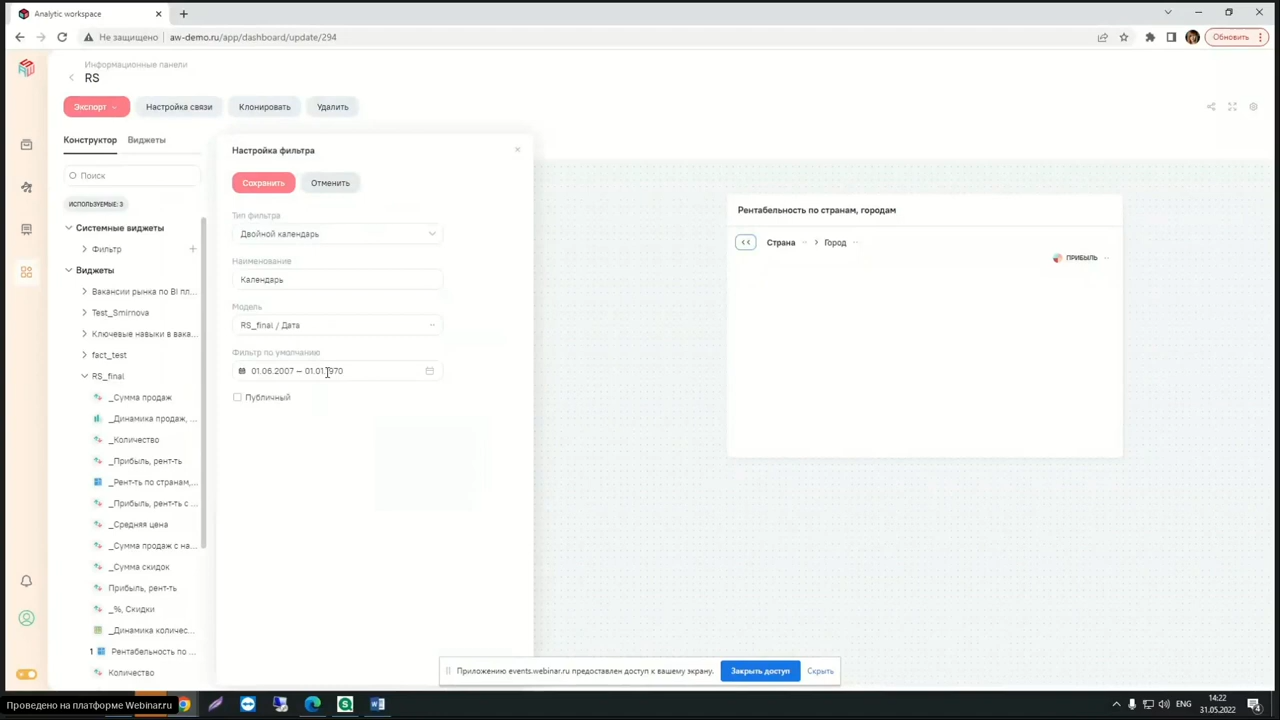 Analytic workspace
Не защищено
aw-demo.ru/app/dashboard/update/294
Обновить
Информационные панели
RS
Экспорт
Настройка связи
Клонировать
Удалить
Конструктор
Виджеты
Поиск
ИСПОЛЬЗУЕМЫЕ: 3
Системные виджеты
Фильтр
Виджеты
Вакансии рынка по BI пл...
Test_Smirnova
Ключевые навыки в вака...
fact_test
RS_final
_Сумма продаж
_Динамика продаж, ...
_Количество
_Прибыль, рент-ть
_Рент-ть по странам,...
_Прибыль, рент-ть с ...
_Средняя цена
_Сумма продаж с на...
_Сумма скидок
Прибыль, рент-ть
_%, Скидки
_Динамика количес...
1 Рентабельность по ...
Количество
Настройка фильтра
Сохранить
Отменить
Тип фильтра
Двойной календарь
Наименование
Календарь
Модель
RS_final / Дата
Фильтр по умолчанию
01.06.2007 — 01.01.1970
Публичный
Рентабельность по странам, городам
Страна
Город
ПРИБЫЛЬ
Приложению events.webinar.ru предоставлен доступ к вашему экрану.
Закрыть доступ
Скрыть
Проведено на платформе Webinar.ru
ENG
14:22
31.05.2022
4